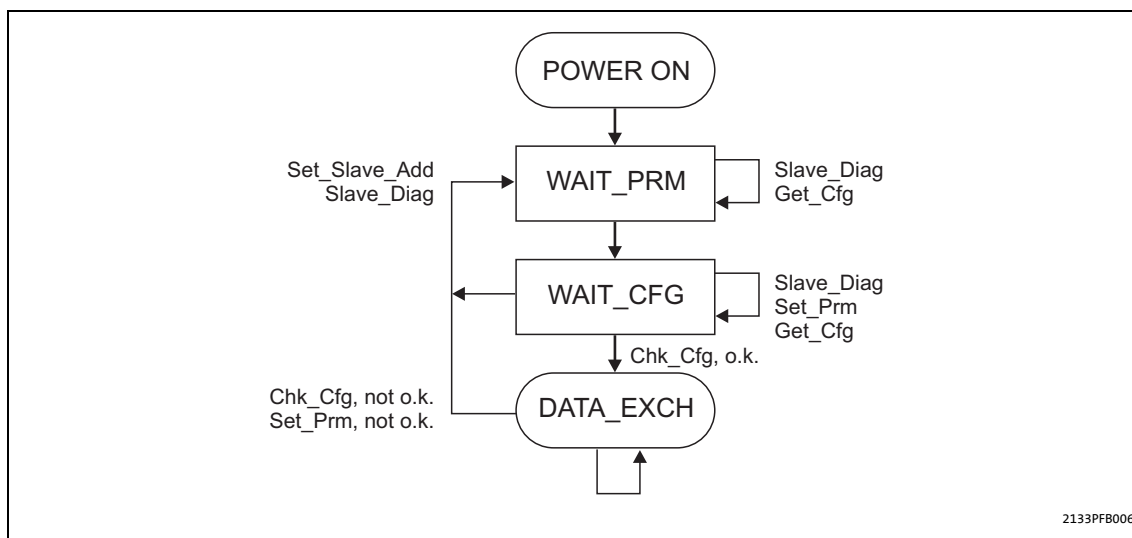 POWER ON
Set_Slave_Add
Slave_Diag
WAIT_PRM
Slave_Diag
Get_Cfg
WAIT_CFG
Slave_Diag
Set_Prm
Get_Cfg
Chk_Cfg, o.k.
Chk_Cfg, not o.k.
Set_Prm, not o.k.
DATA_EXCH
2133PFB006